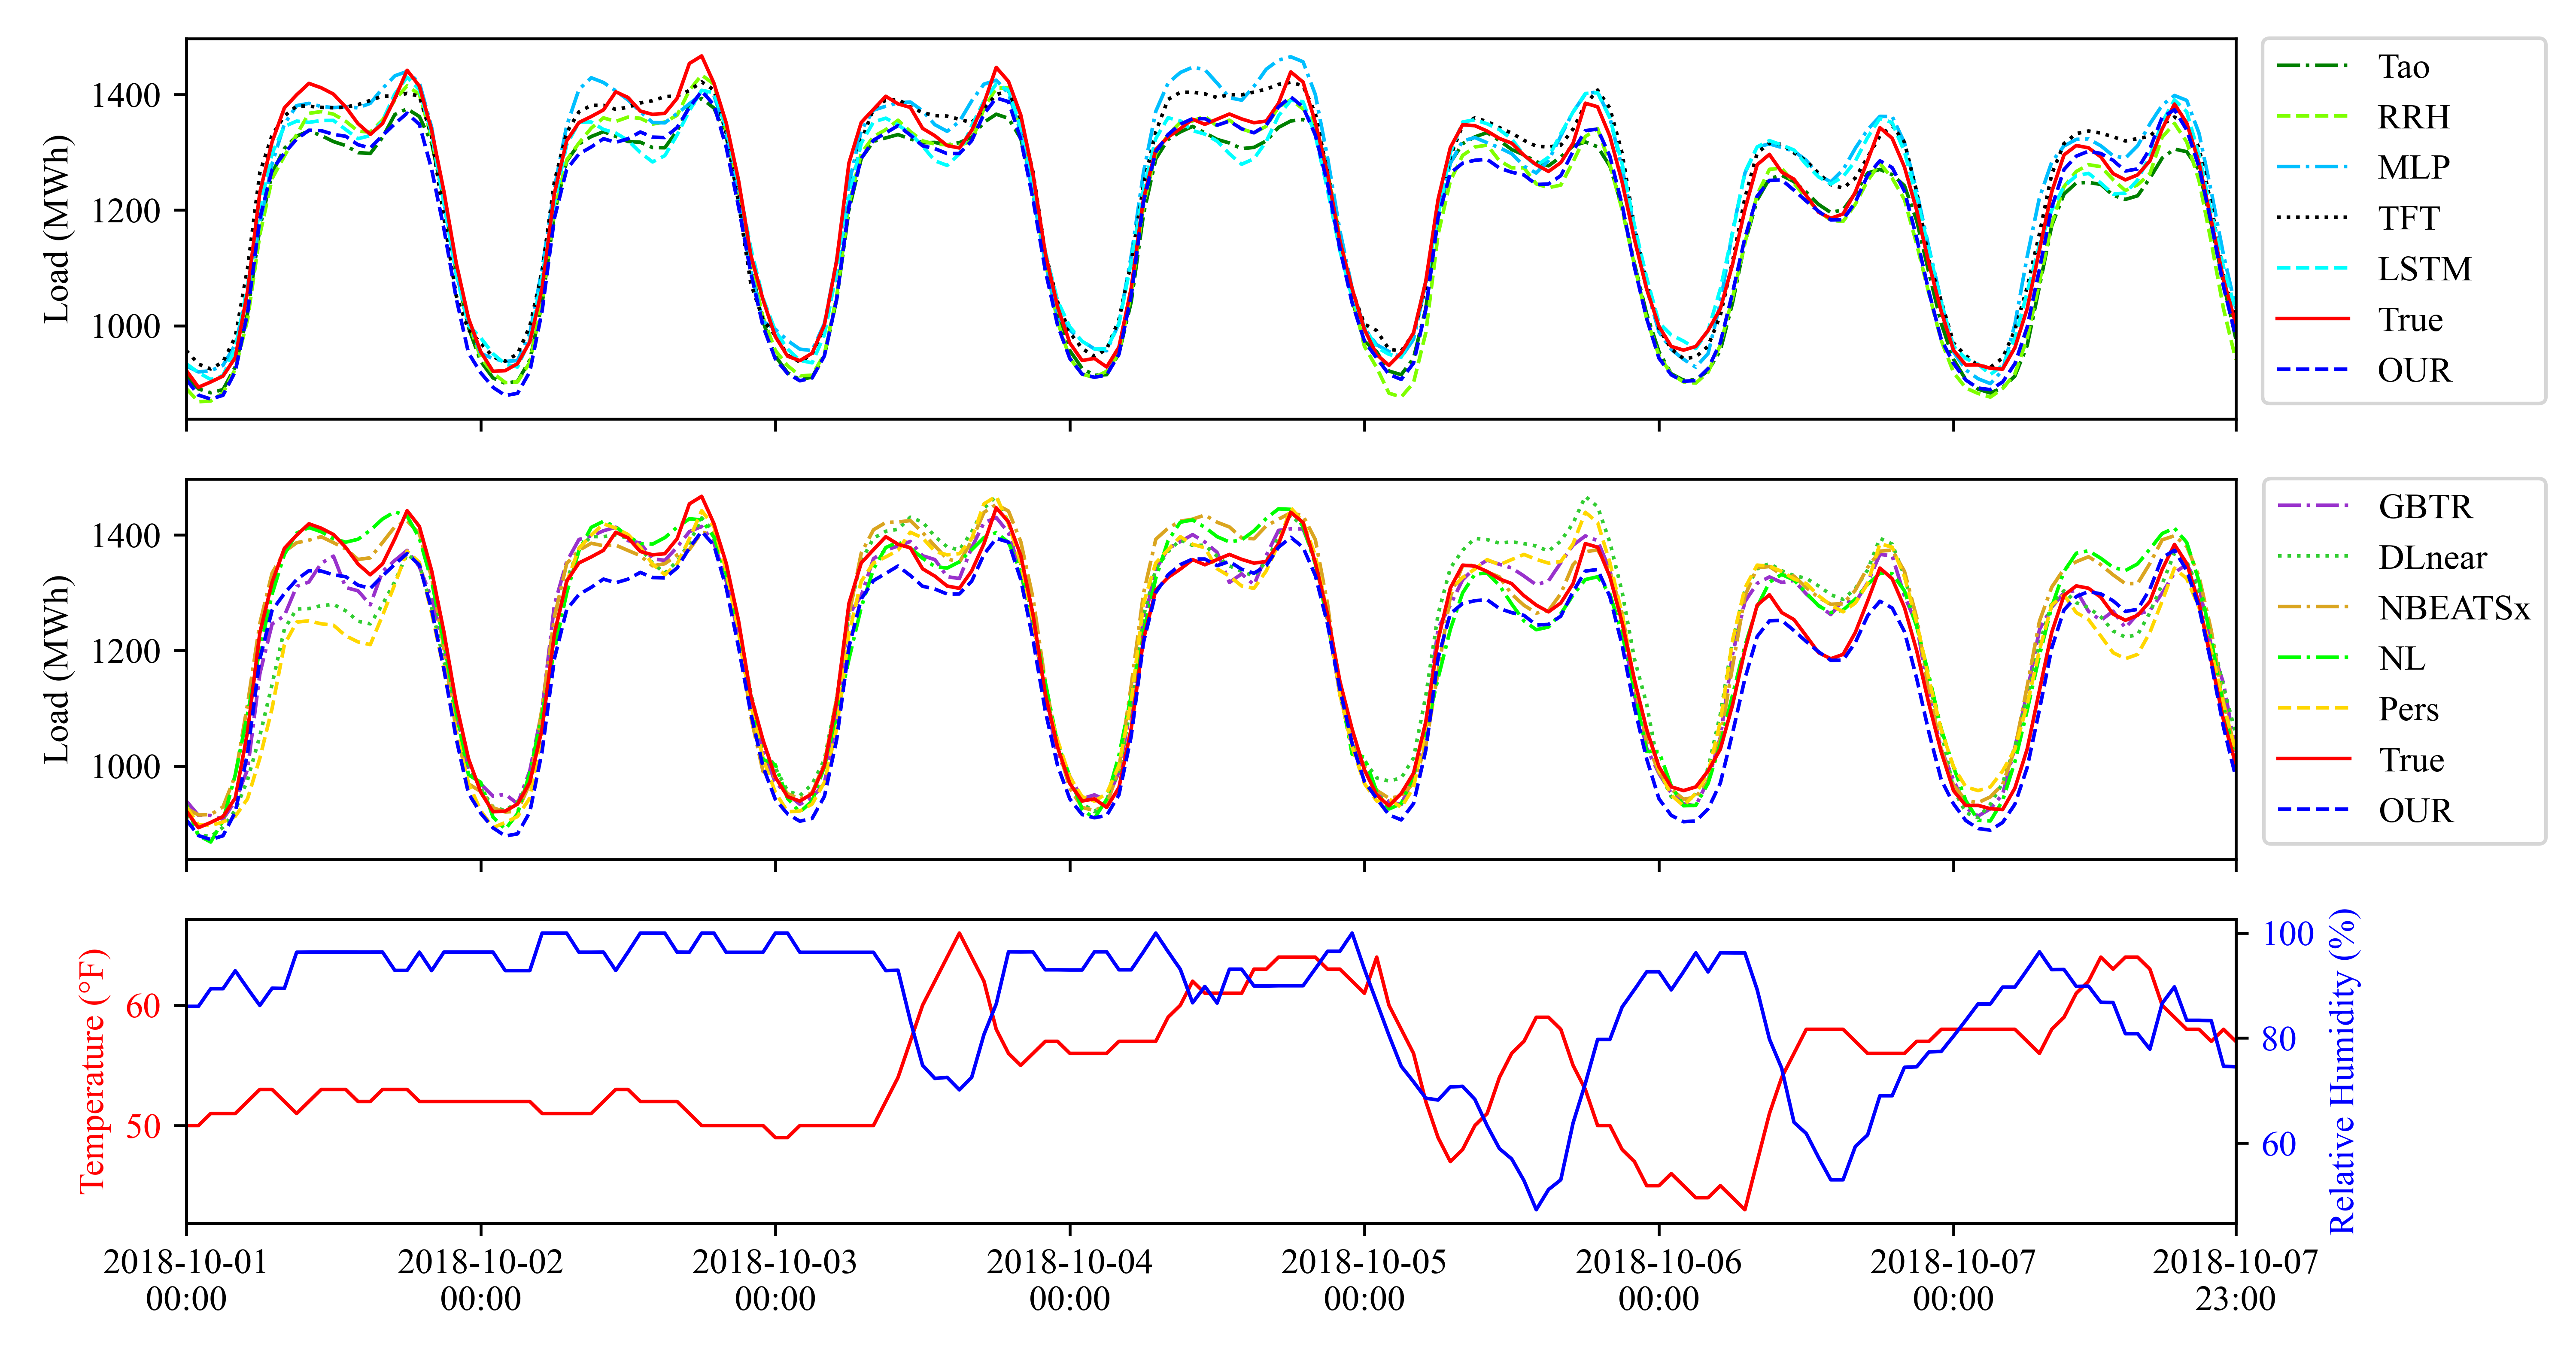 Load (MWh)
1400
1200
1000
Tao
RRH
MLP
TFT
LSTM
True
OUR
Load (MWh)
1400
1200
1000
GBTR
DLnear
NBEATSx
NL
Pers
True
OUR
Temperature (°F)
60
50
100
80
60
Relative Humidity (%)
2018-10-01 2018-10-02 2018-10-03 2018-10-04 2018-10-05 2018-10-06 2018-10-07 2018-10-07
00:00 00:00 00:00 00:00 00:00 00:00 00:00 23:00